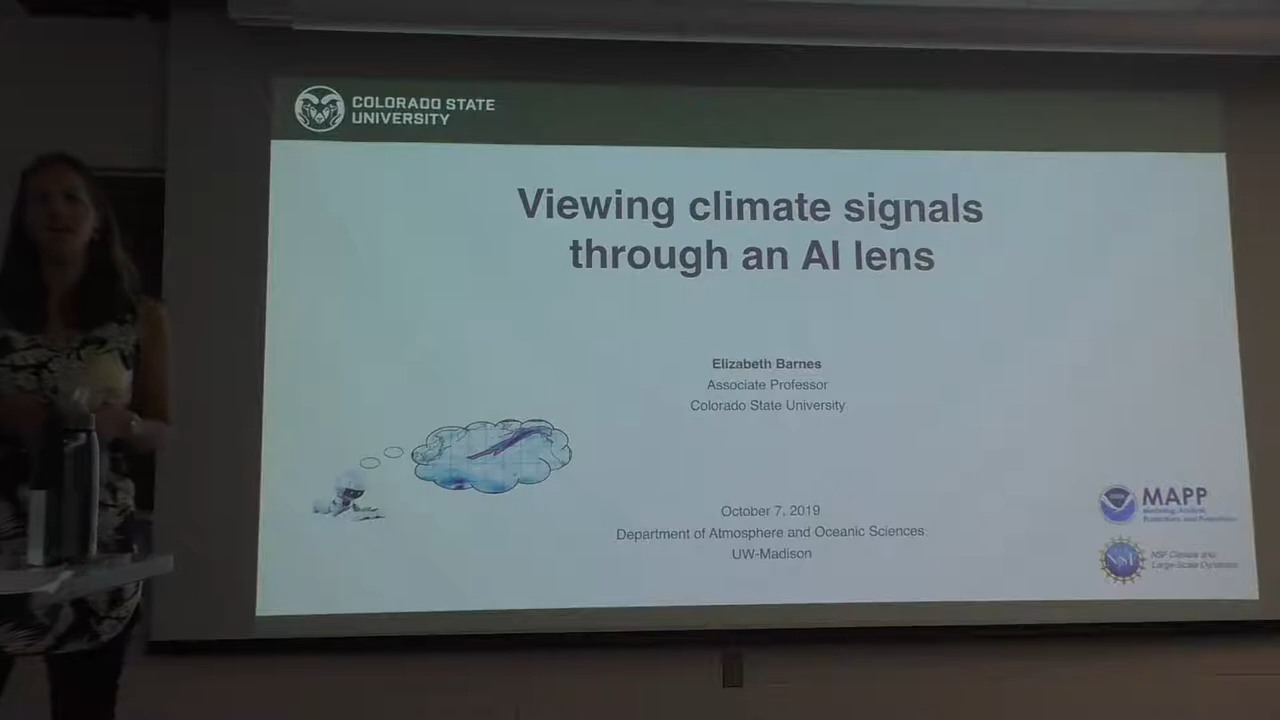 COLORADO STATE
UNIVERSITY
Viewing climate signals
through an AI lens
Elizabeth Barnes
Associate Professor
Colorado State University
October 7, 2019
Department of Atmosphere and Oceanic Sciences
UW-Madison
MAPP
NSF
NSF Climate and
Large-Scale Dynamics